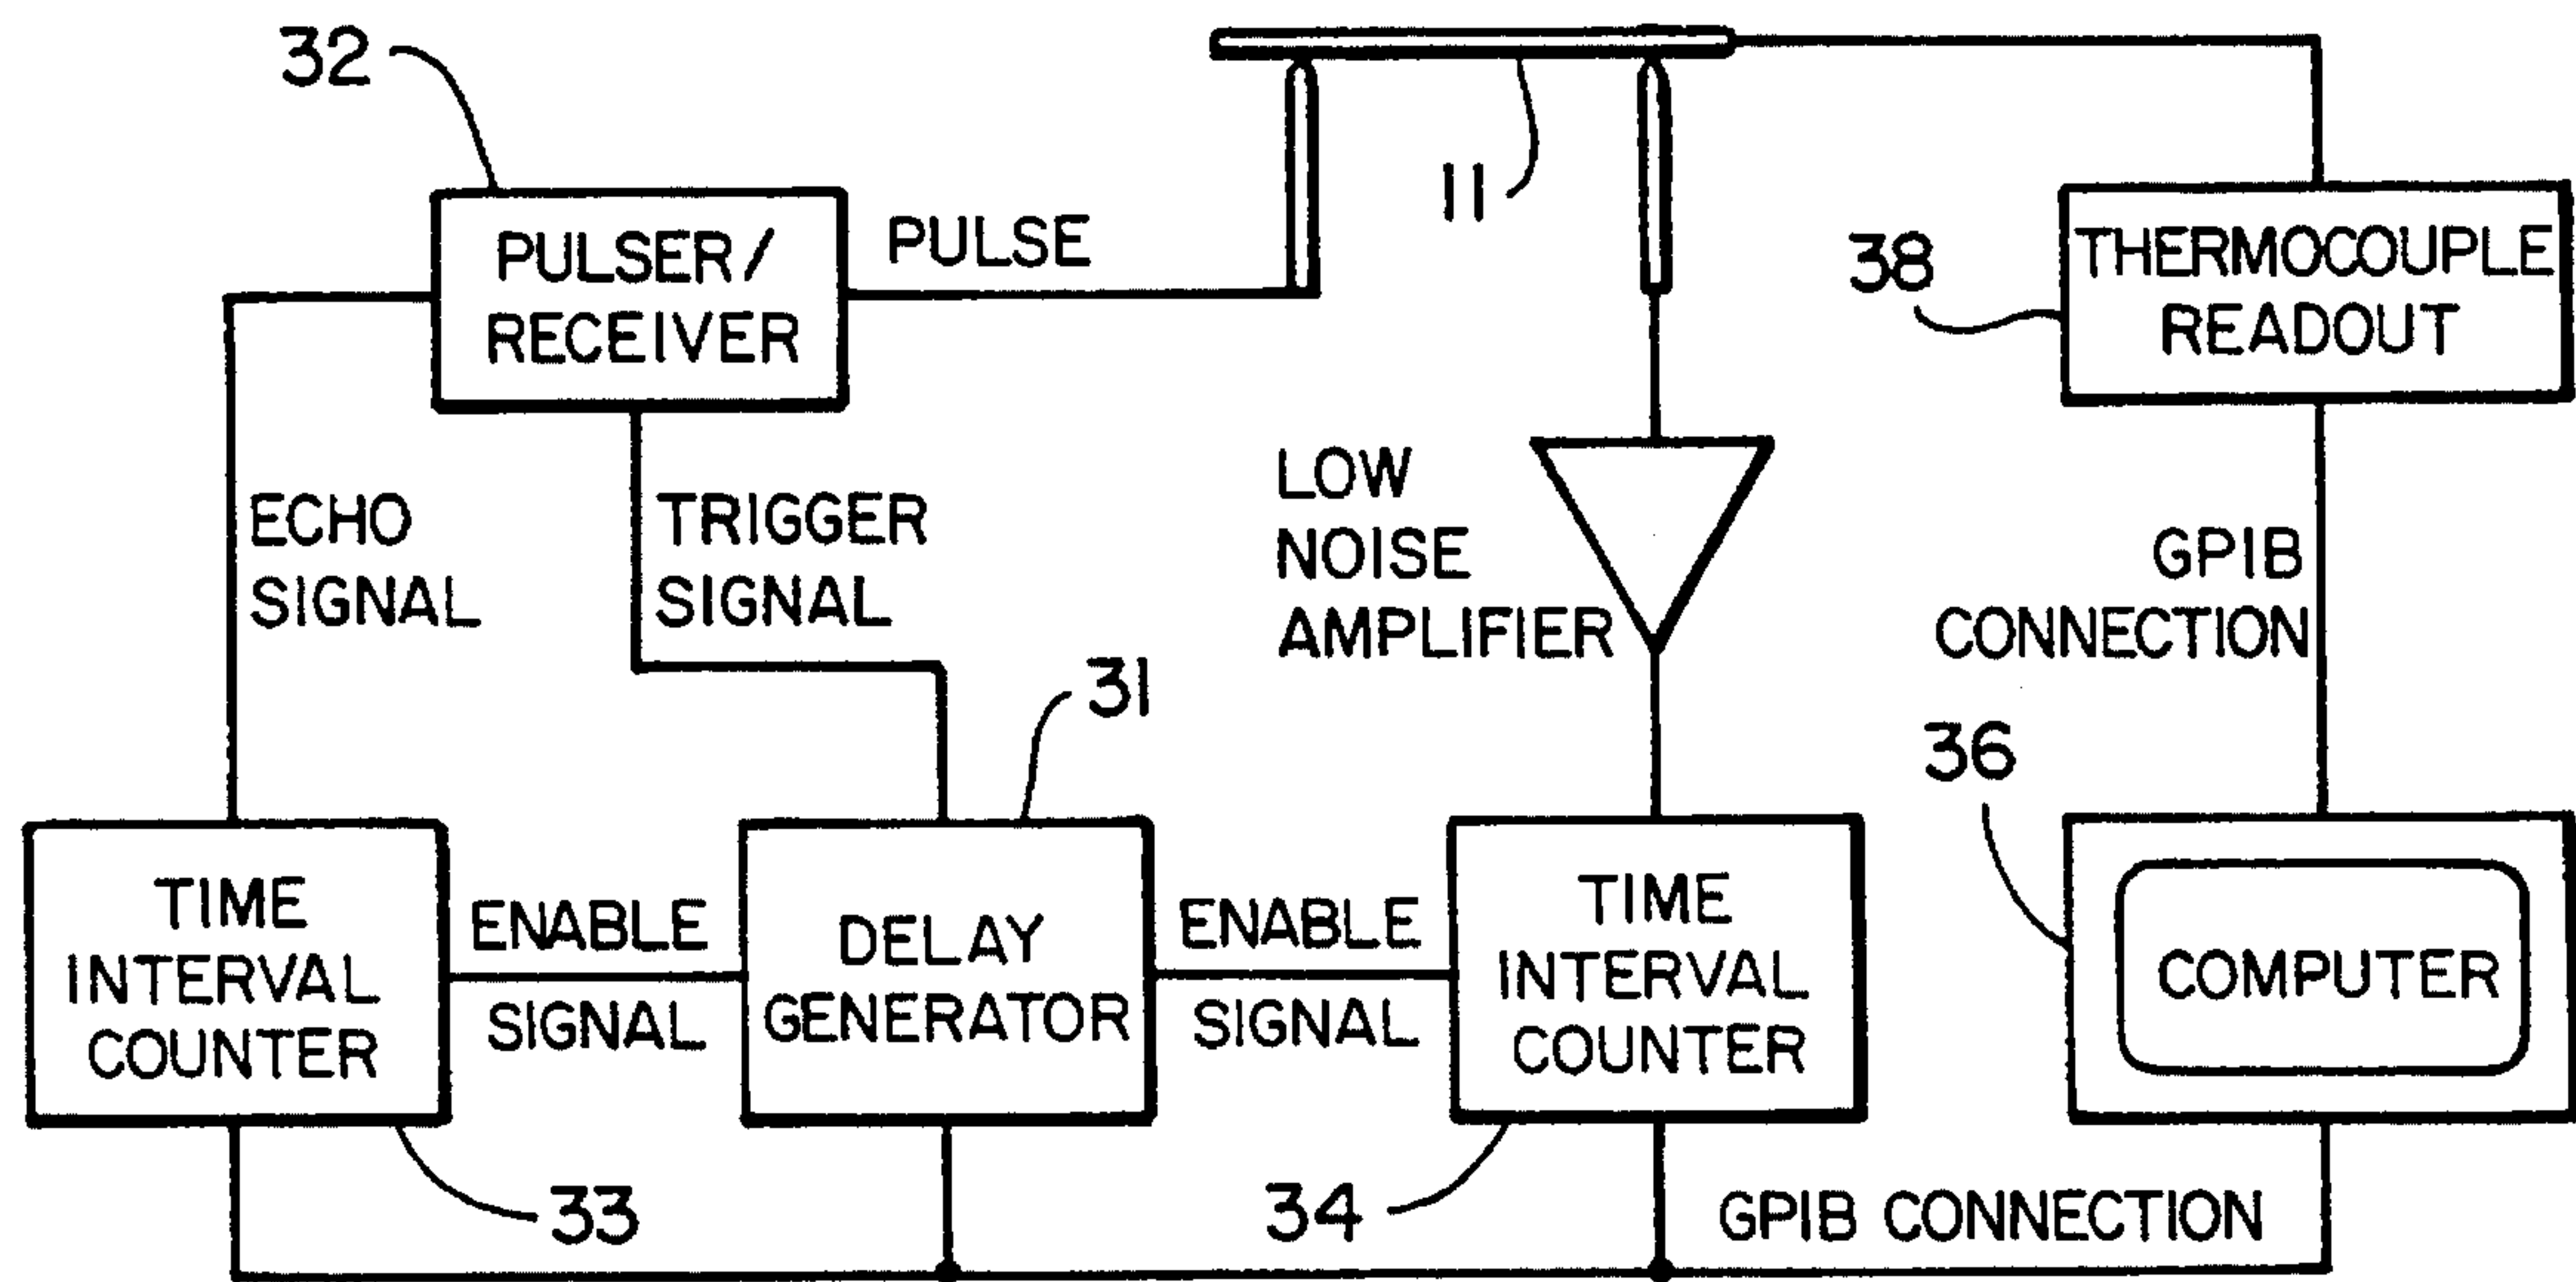 32
PULSER/
RECEIVER
PULSE
11
38
THERMOCOUPLE
READOUT
ECHO
SIGNAL
TRIGGER
SIGNAL
LOW
NOISE
AMPLIFIER
GPIB
CONNECTION
31
36
TIME
INTERVAL
COUNTER
ENABLE
SIGNAL
DELAY
GENERATOR
ENABLE
SIGNAL
TIME
INTERVAL
COUNTER
COMPUTER
33
34
GPIB CONNECTION